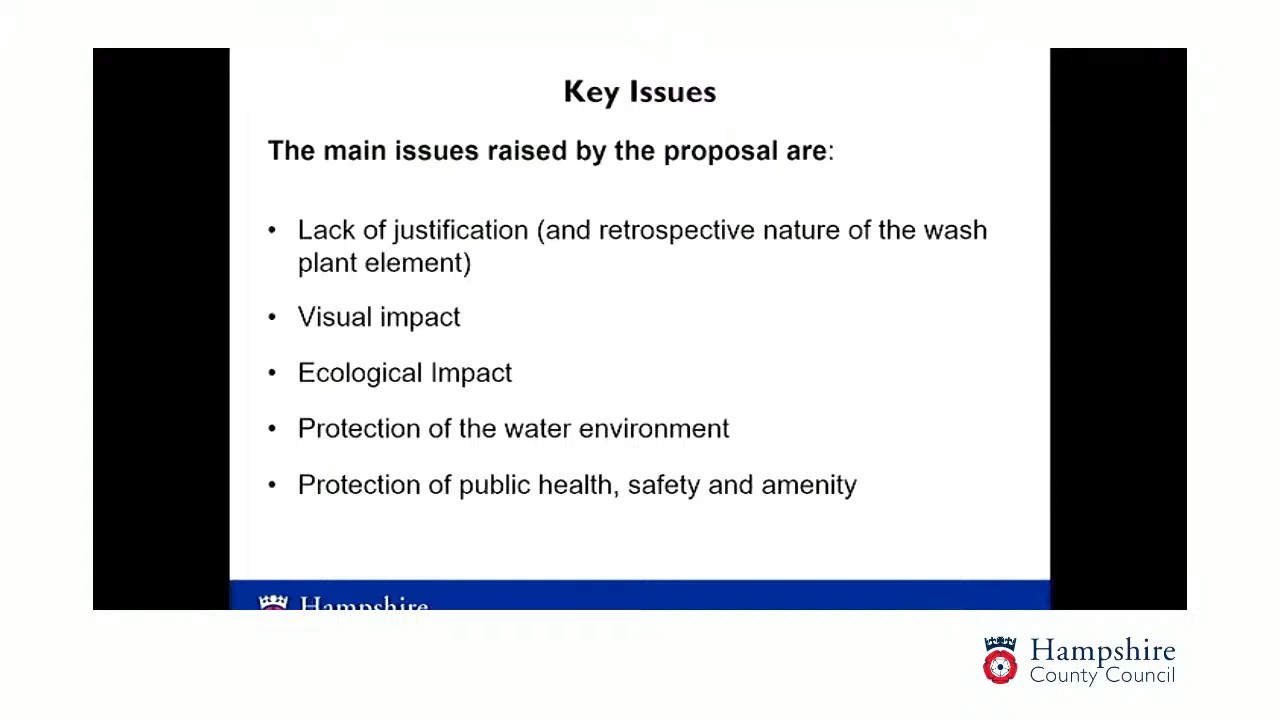 Key Issues
The main issues raised by the proposal are:
• Lack of justification (and retrospective nature of the wash
plant element)
• Visual impact
• Ecological Impact
• Protection of the water environment
• Protection of public health, safety and amenity
Hampshire
Hampshire
County Council